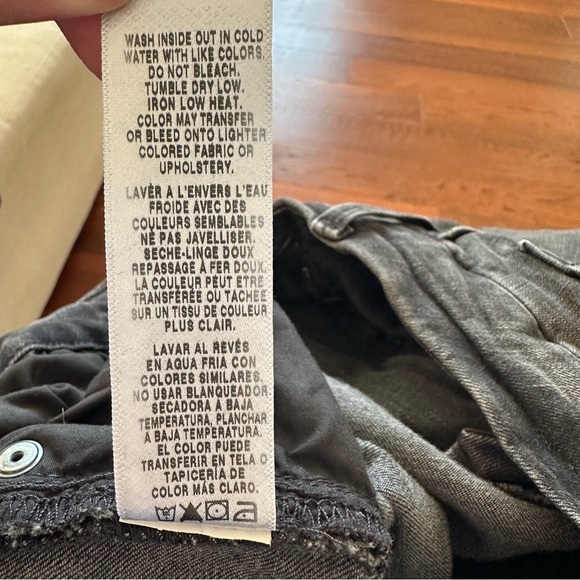 WASH INSIDE OUT IN COLD
WATER WITH LIKE COLORS.
DO NOT BLEACH.
TUMBLE DRY LOW.
IRON LOW HEAT.
COLOR MAY TRANSFER
OR BLEED ONTO LIGHTER
COLORED FABRIC OR
UPHOLSTERY.
LAVER A L'ENVERS L'EAU
FROIDE AVEC DES
COULEURS SEMBLABLES
NE PAS JAVELLISER.
SECHE-LINGE DOUX
REPASSAGE À FER DOUX.
LA COULEUR PEUT ETRE
TRANSFÉRÉE OU TACHÉE
SUR UN TISSU DE COULEUR
PLUS CLAIR.
LAVAR AL REVÉS
EN AGUA FRIA CON
COLORES SIMILARES.
NO USAR BLANQUEADOR
SECADORA Á BAJA
TEMPERATURA, PLANCHAR
Á BAJA TEMPERATURA.
EL COLOR PUEDE
TRANSFERIR EN TELA O
TAPICERÍA DE
COLOR MÁS CLARO.